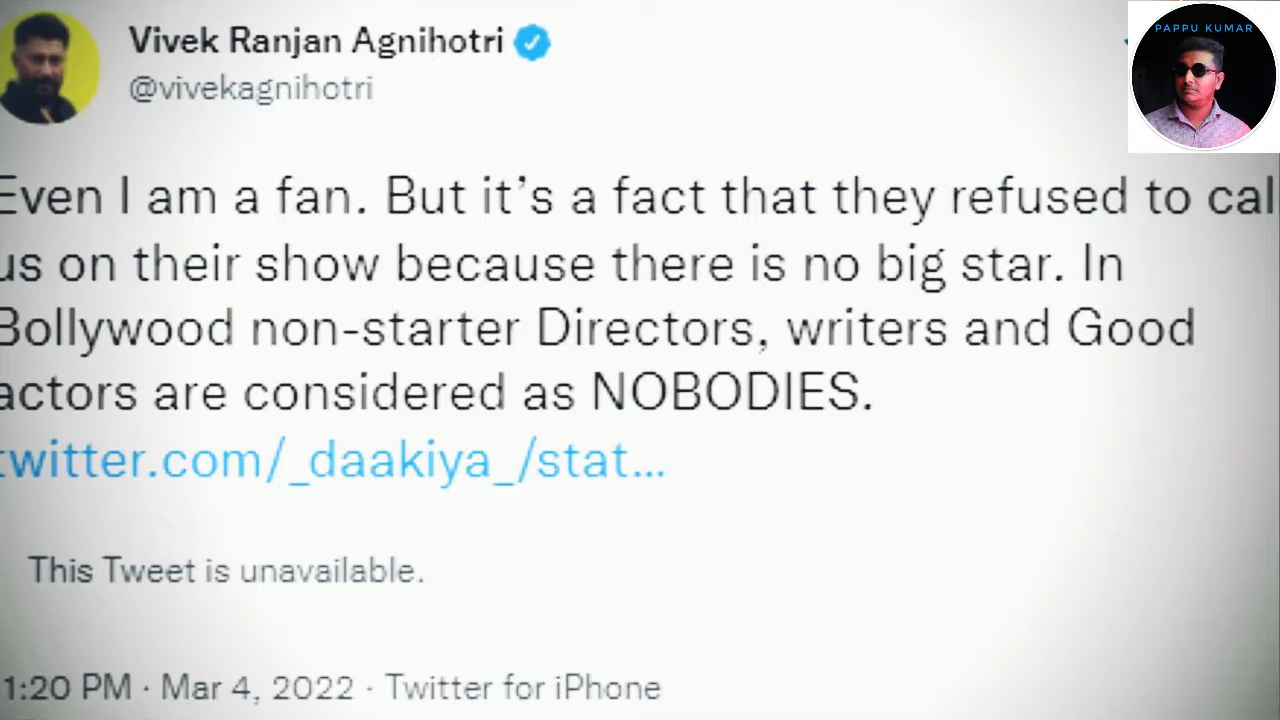 Vivek Ranjan Agnihotri
@vivekagnihotri
PAPPU KUMAR
Even I am a fan. But it's a fact that they refused to cal
us on their show because there is no big star. In
Bollywood non-starter Directors, writers and Good
actors are considered as NOBODIES.
twitter.com/_daakiya_/stat...
This Tweet is unavailable.
1:20 PM · Mar 4, 2022 · Twitter for iPhone